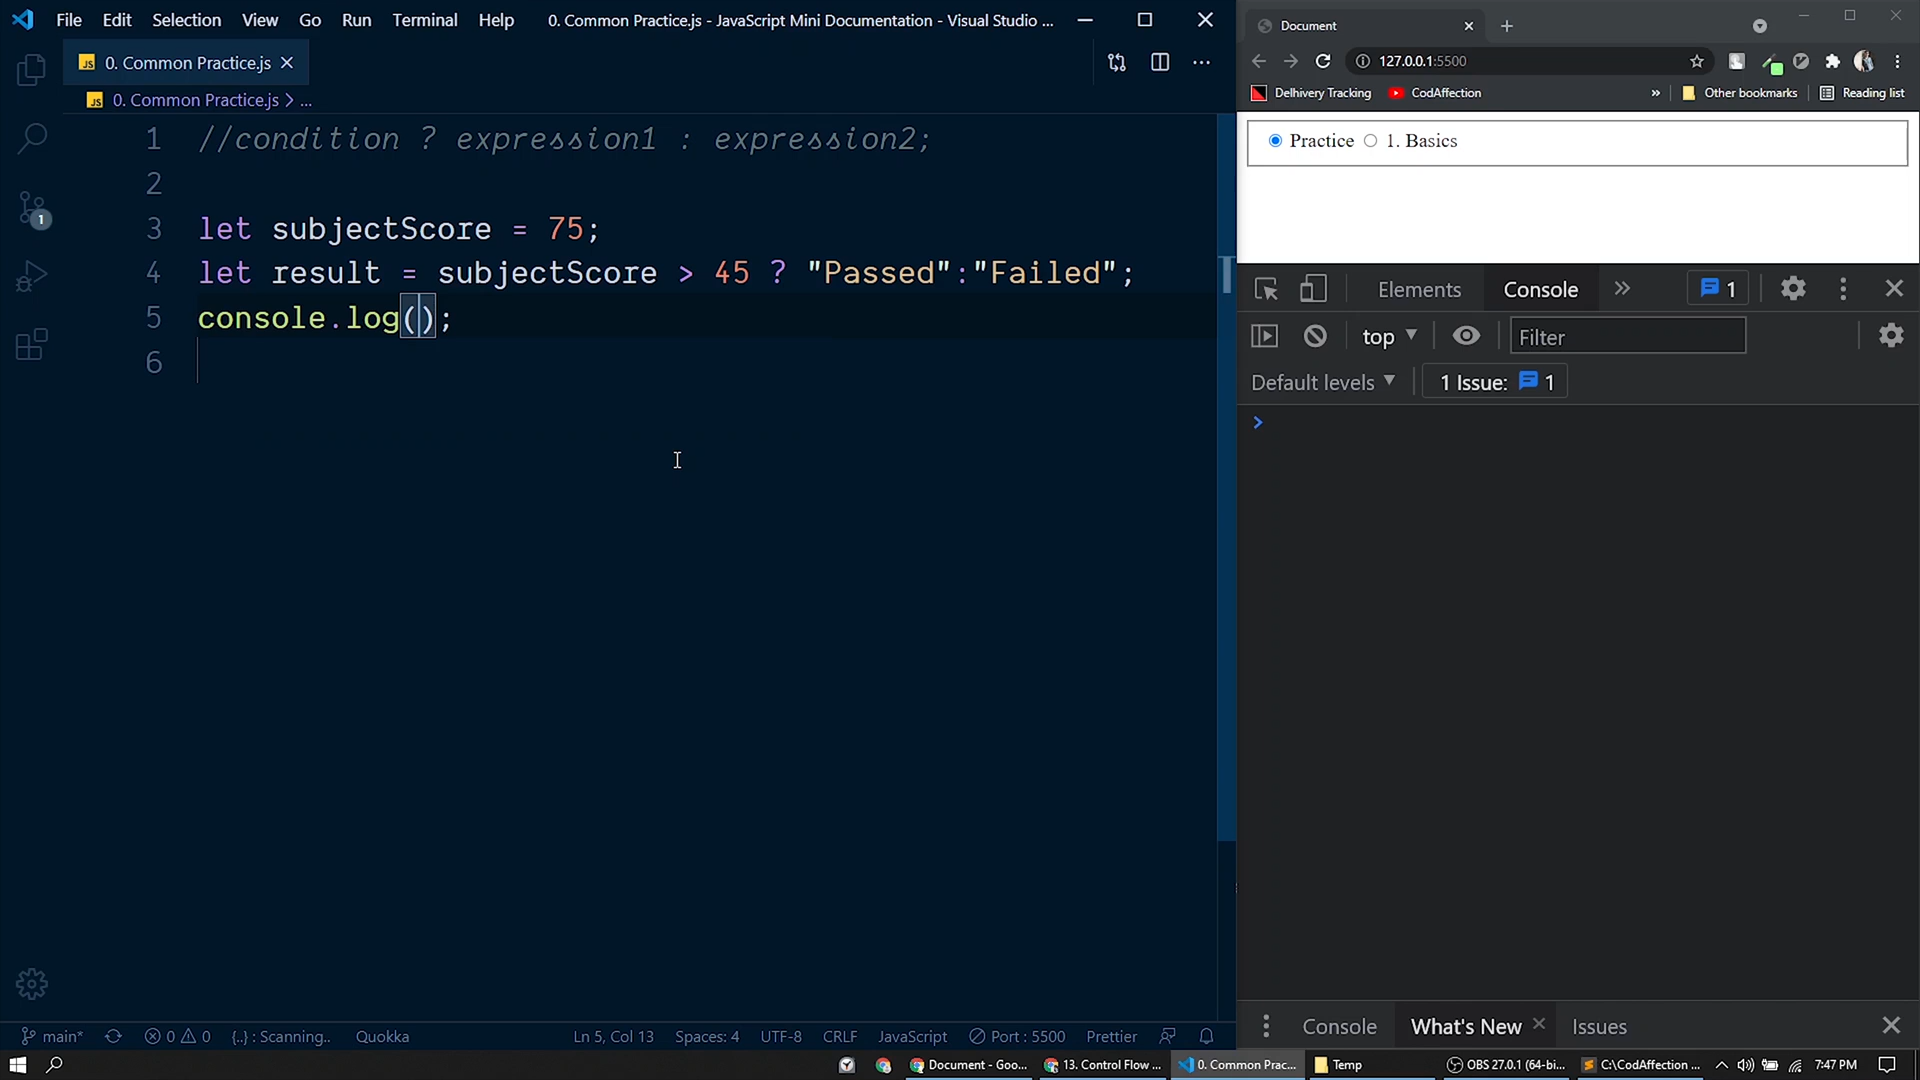 File Edit Selection View Go Run Terminal Help 0. Common Practice.js - JavaScript Mini Documentation - Visual Studio ...
JS 0. Common Practice.js
JS 0. Common Practice.js > ...
1 //condition ? expression1 : expression2;
2
3 let subjectScore = 75;
4 let result = subjectScore > 45 ? "Passed":"Failed";
5 console.log();
6
1
main* 0 0 {..} : Scanning.. Quokka Ln 5, Col 13 Spaces: 4 UTF-8 CRLF JavaScript Port : 5500 Prettier
Document
127.0.0.1:5500
Delhivery Tracking CodAffection » Other bookmarks Reading list
Practice 1. Basics
Elements Console » 1
top Filter
Default levels 1 Issue: 1
>
Console What's New Issues
Document - Goo... 13. Control Flow ... 0. Common Prac... Temp OBS 27.0.1 (64-bi... C:\CodAffection ... 7:47 PM